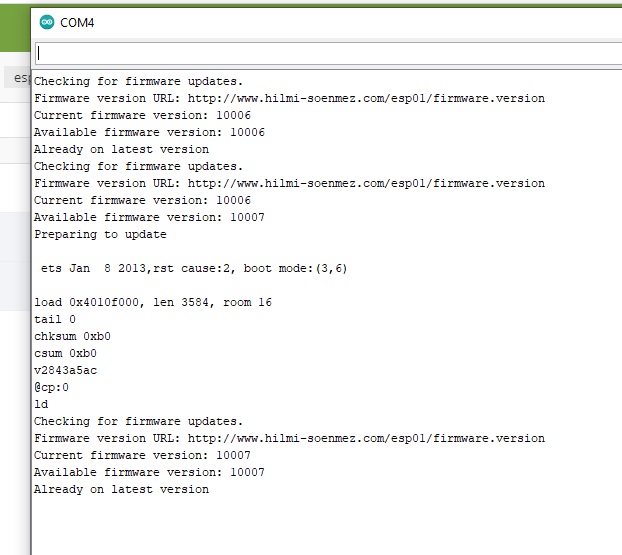 COM4
esp
Checking for firmware updates.
Firmware version URL: http://www.hilmi-soenmez.com/esp01/firmware.version
Current firmware version: 10006
Available firmware version: 10006
Already on latest version
Checking for firmware updates.
Firmware version URL: http://www.hilmi-soenmez.com/esp01/firmware.version
Current firmware version: 10006
Available firmware version: 10007
Preparing to update
ets Jan  8 2013,rst cause:2, boot mode:(3,6)
load 0x4010f000, len 3584, room 16
tail 0
chksum 0xb0
csum 0xb0
v2843a5ac
@cp:0
ld
Checking for firmware updates.
Firmware version URL: http://www.hilmi-soenmez.com/esp01/firmware.version
Current firmware version: 10007
Available firmware version: 10007
Already on latest version